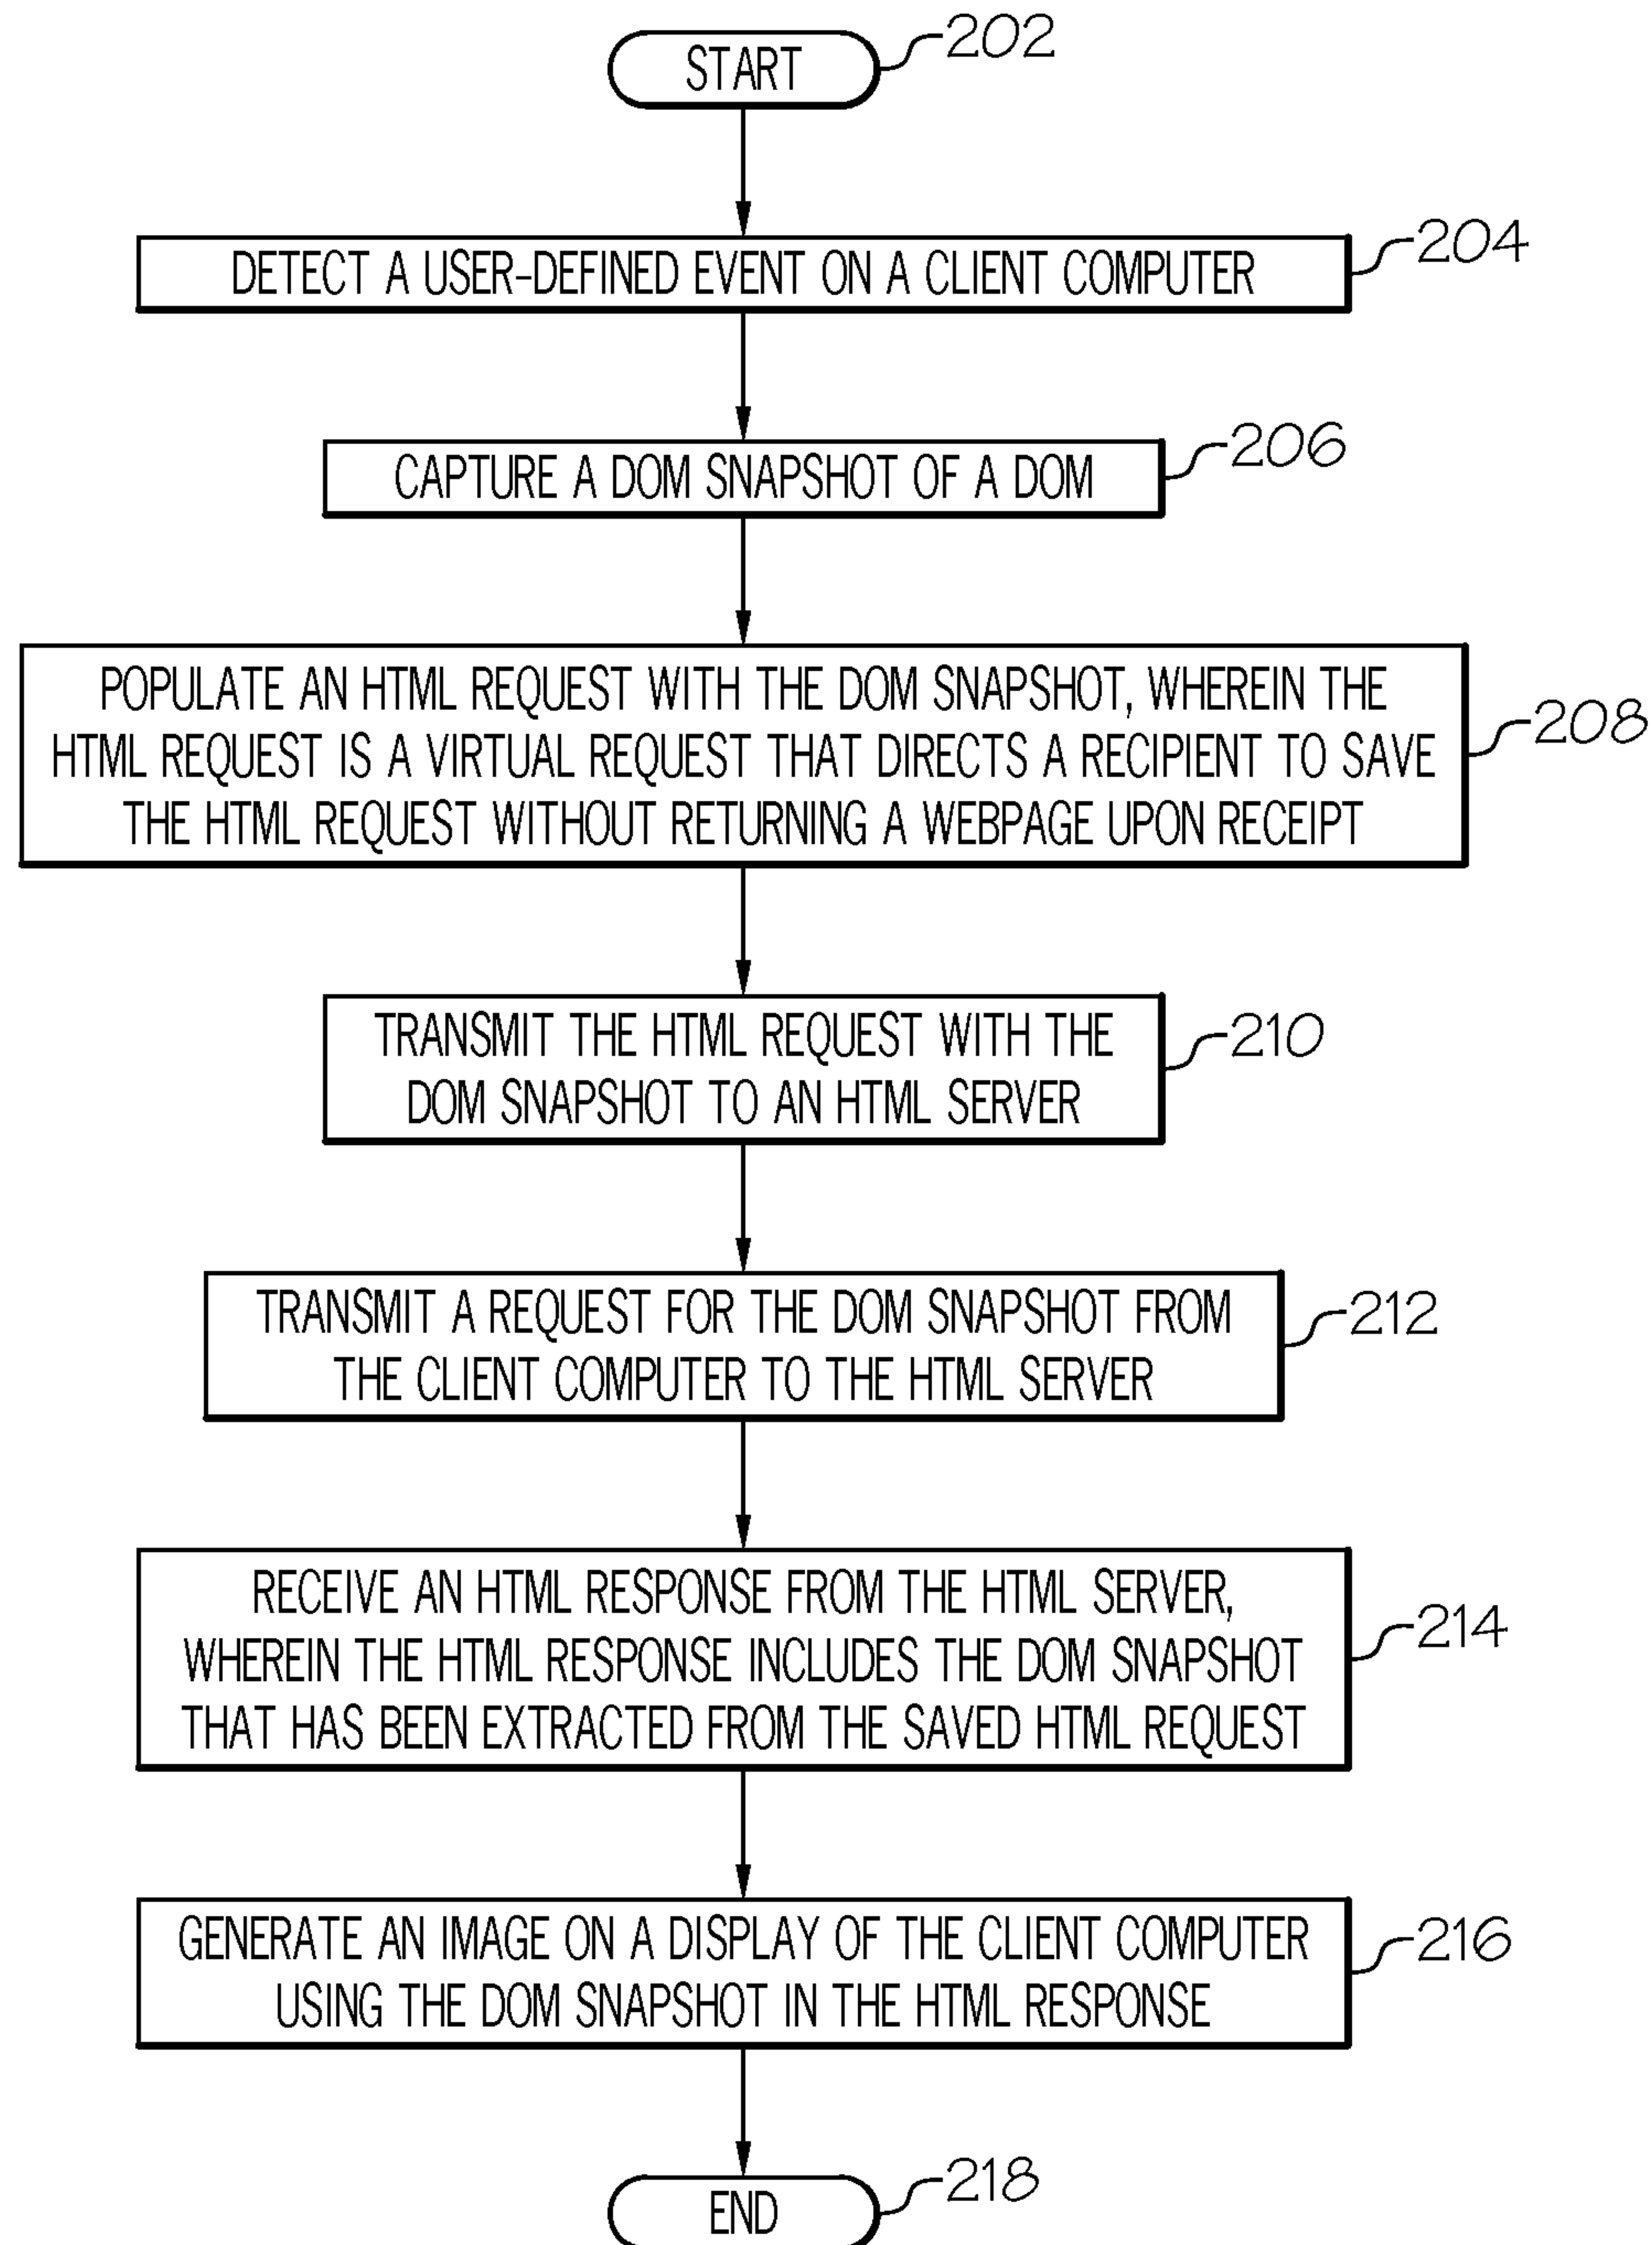 START
202
DETECT A USER-DEFINED EVENT ON A CLIENT COMPUTER
204
CAPTURE A DOM SNAPSHOT OF A DOM
206
POPULATE AN HTML REQUEST WITH THE DOM SNAPSHOT, WHEREIN THE
HTML REQUEST IS A VIRTUAL REQUEST THAT DIRECTS A RECIPIENT TO SAVE
THE HTML REQUEST WITHOUT RETURNING A WEBPAGE UPON RECEIPT
208
TRANSMIT THE HTML REQUEST WITH THE
DOM SNAPSHOT TO AN HTML SERVER
210
TRANSMIT A REQUEST FOR THE DOM SNAPSHOT FROM
THE CLIENT COMPUTER TO THE HTML SERVER
212
RECEIVE AN HTML RESPONSE FROM THE HTML SERVER,
WHEREIN THE HTML RESPONSE INCLUDES THE DOM SNAPSHOT
THAT HAS BEEN EXTRACTED FROM THE SAVED HTML REQUEST
214
GENERATE AN IMAGE ON A DISPLAY OF THE CLIENT COMPUTER
USING THE DOM SNAPSHOT IN THE HTML RESPONSE
216
END
218